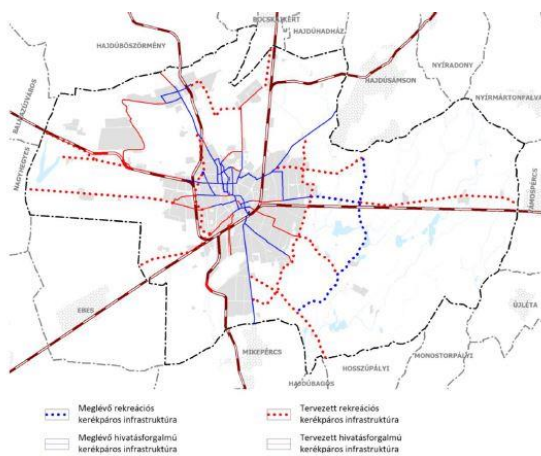 BOCSKAIKERT
HAJDÚHADHÁZ
HAJDÚBÖSZÖRMÉNY
HAJDÚSÁMSON
NYÍRADONY
NYÍRMÁRTONFALVA
BALMAZÚJVÁROS
NAGYHEGYES
VÁMOSPÉRCS
EBES
ÚJLÉTA
MIKEPÉRCS
MONOSTORPÁLYI
HOSSZÚPÁLYI
HAJDÚBAGOS
Meglévő rekreációs
kerékpáros infrastruktúra
Tervezett rekreációs
kerékpáros infrastruktúra
Meglévő hivatásforgalmú
kerékpáros infrastruktúra
Tervezett hivatásforgalmú
kerékpáros infrastruktúra